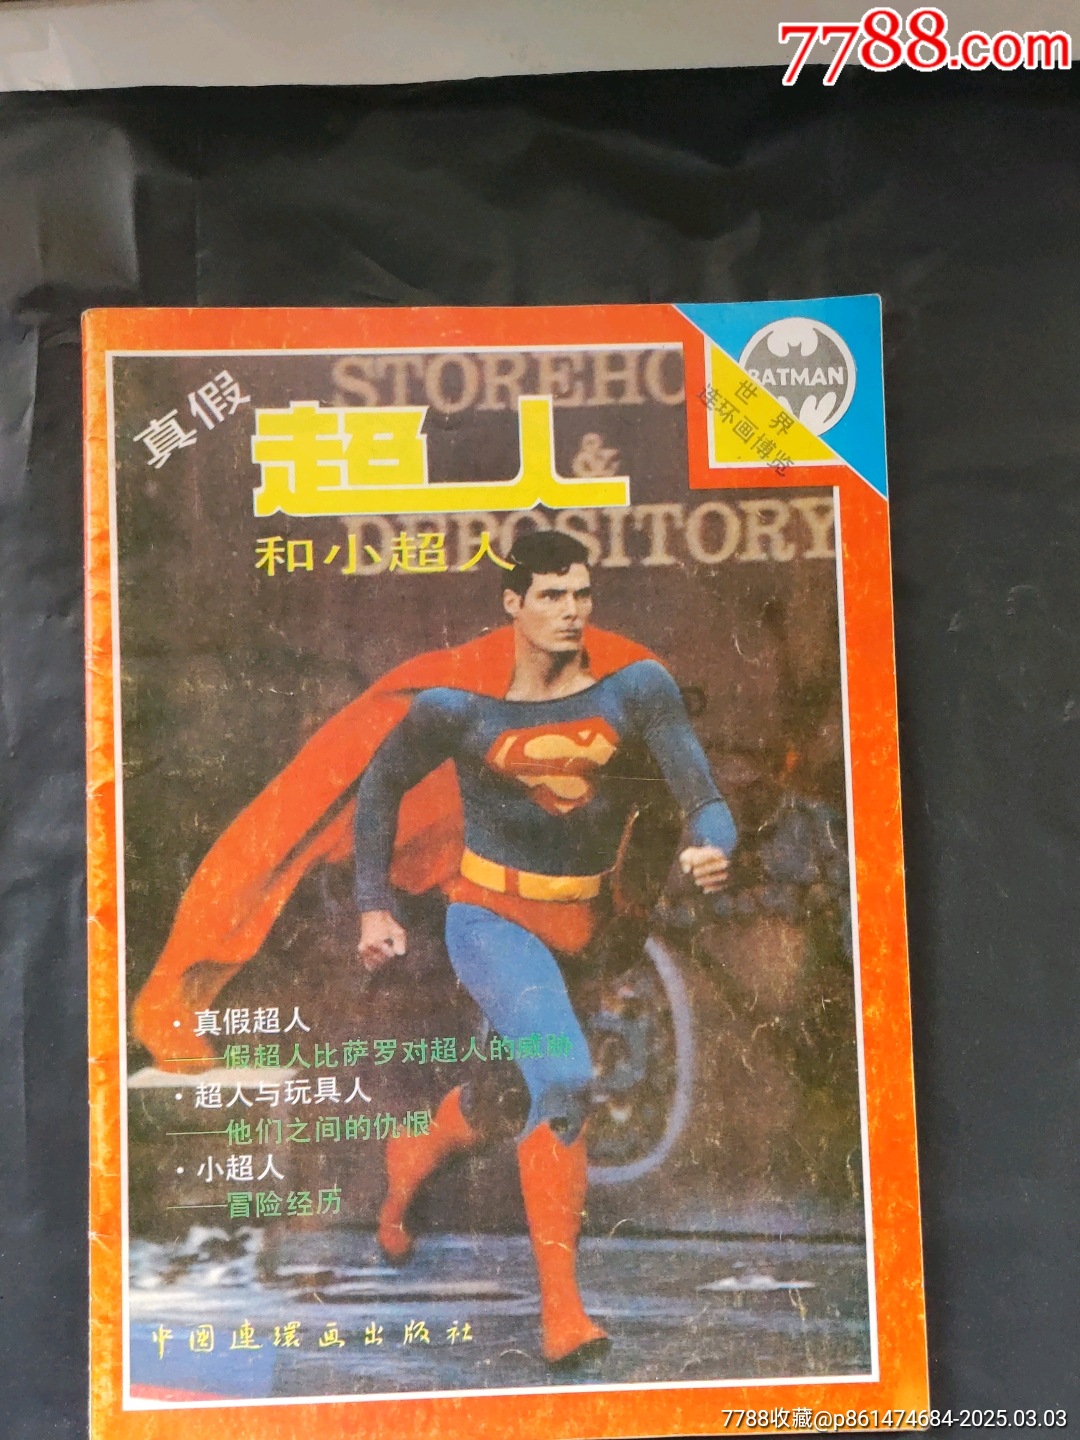 7788.com
STOREHO
BATMAN
世界
连环画博览
真假
超人
&
DEPOSITORY
和小超人
·真假超人
——假超人比萨罗对超人的威胁
·超人与玩具人
——他们之间的仇恨
·小超人
——冒险经历
中國連環画出版社
7788收藏@p861474684-2025.03.03